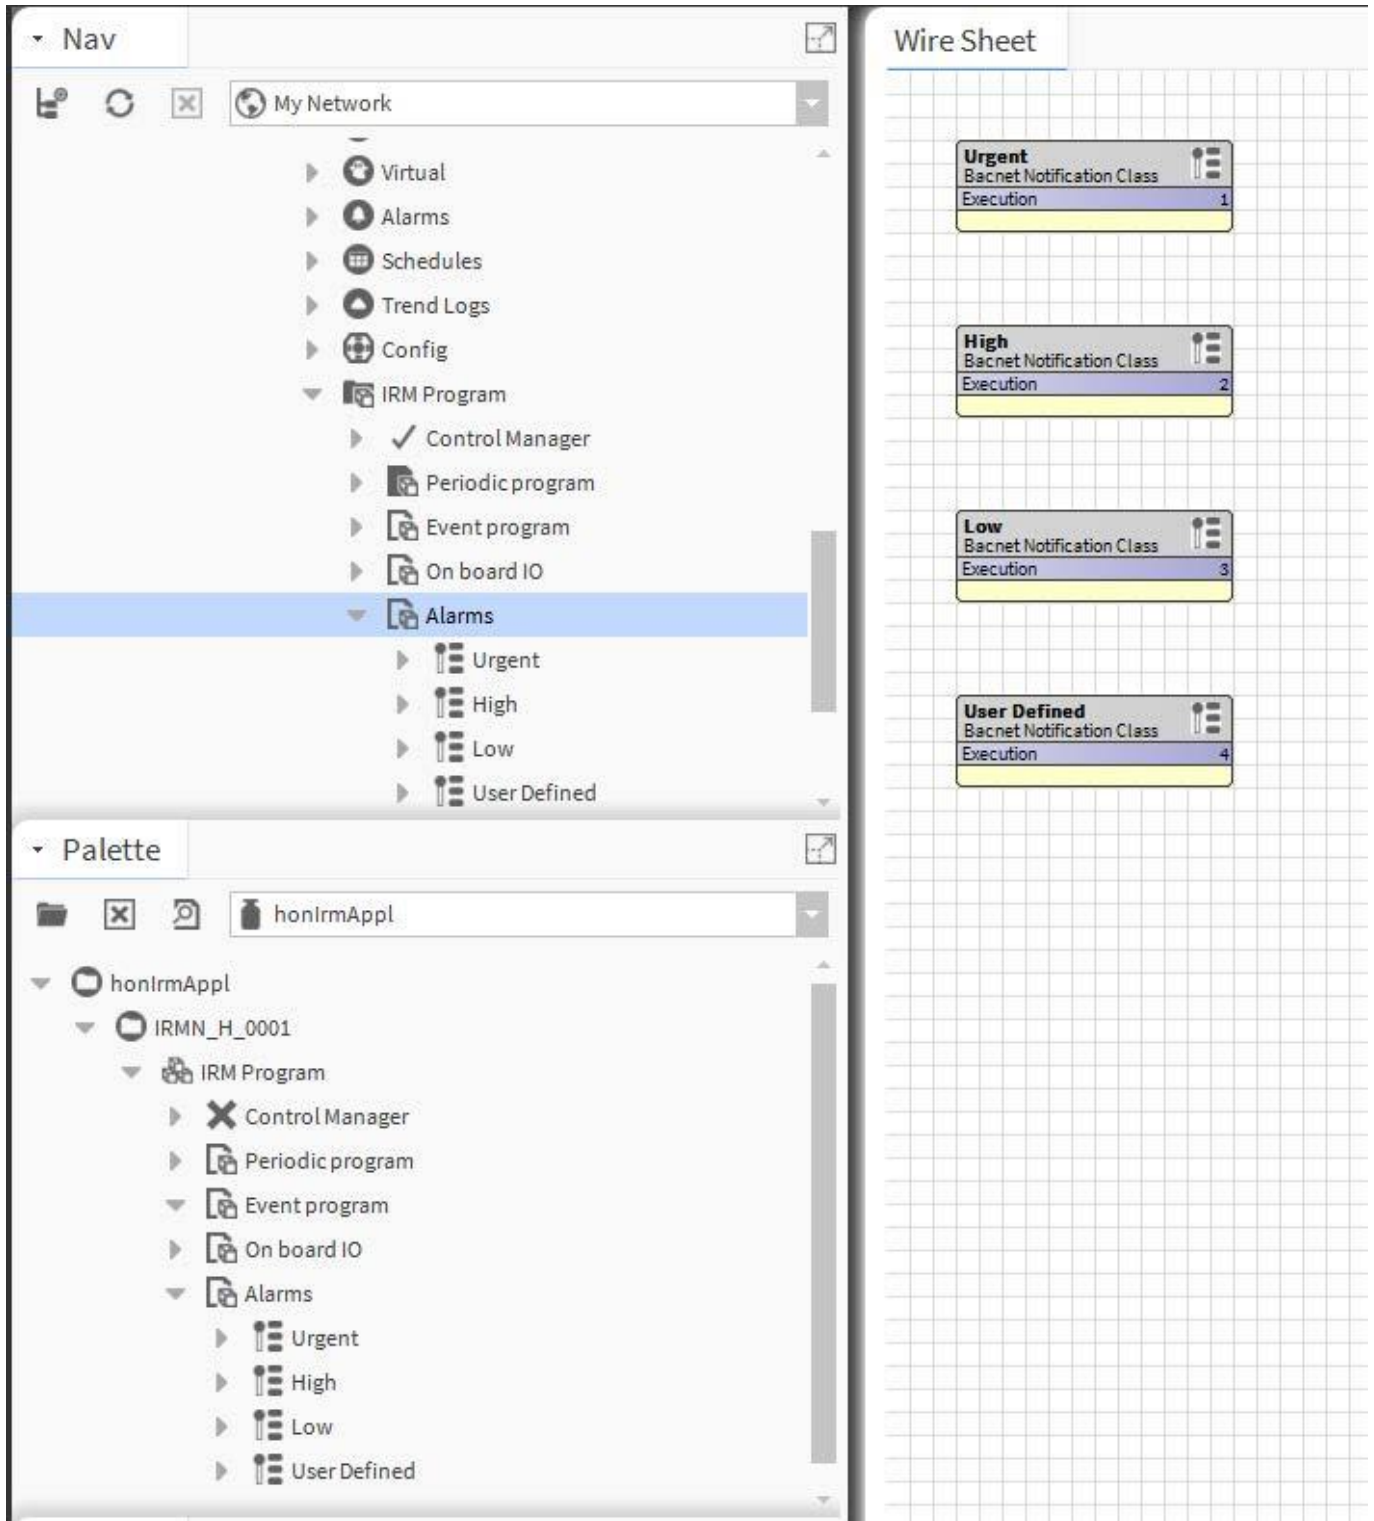 Nav
My Network
Virtual
Alarms
Schedules
Trend Logs
Config
IRM Program
Control Manager
Periodic program
Event program
On board IO
Alarms
Urgent
High
Low
User Defined
Palette
honIrmAppl
honIrmAppl
IRMN_H_0001
IRM Program
Control Manager
Periodic program
Event program
On board IO
Alarms
Urgent
High
Low
User Defined
Wire Sheet
Urgent
Bacnet Notification Class
Execution 1
High
Bacnet Notification Class
Execution 2
Low
Bacnet Notification Class
Execution 3
User Defined
Bacnet Notification Class
Execution 4